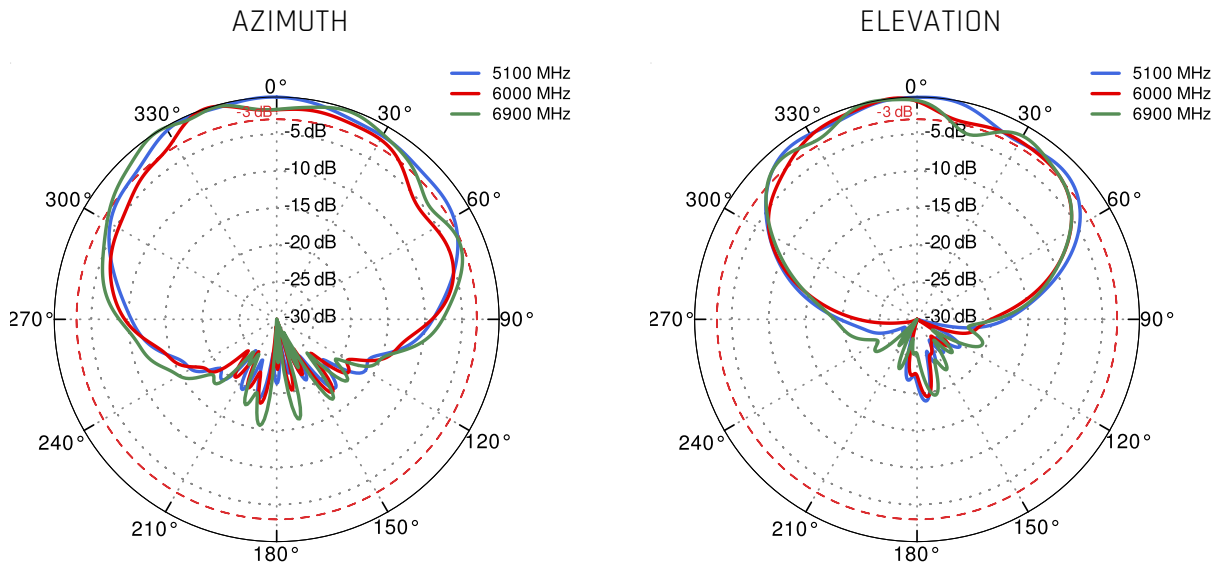 AZIMUTH
5100 MHz
6000 MHz
6900 MHz
0°
30°
60°
90°
120°
150°
180°
210°
240°
270°
300°
330°
-3 dB
-5 dB
-10 dB
-15 dB
-20 dB
-25 dB
-30 dB
ELEVATION
5100 MHz
6000 MHz
6900 MHz
0°
30°
60°
90°
120°
150°
180°
210°
240°
270°
300°
330°
-3 dB
-5 dB
-10 dB
-15 dB
-20 dB
-25 dB
-30 dB